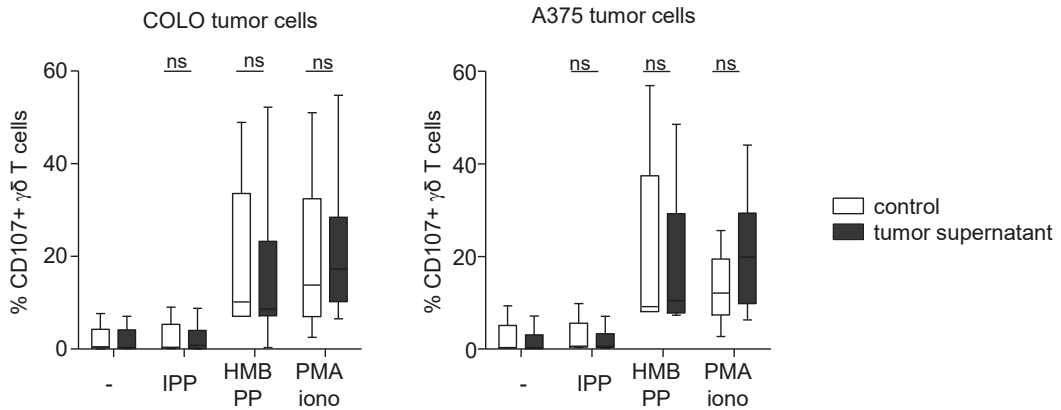 COLO tumor cells
% CD107+ γδ T cells
60
40
20
0
ns
ns
ns
-
IPP
HMB
PP
PMA
iono
A375 tumor cells
% CD107+ γδ T cells
60
40
20
0
ns
ns
ns
-
IPP
HMB
PP
PMA
iono
control
tumor supernatant